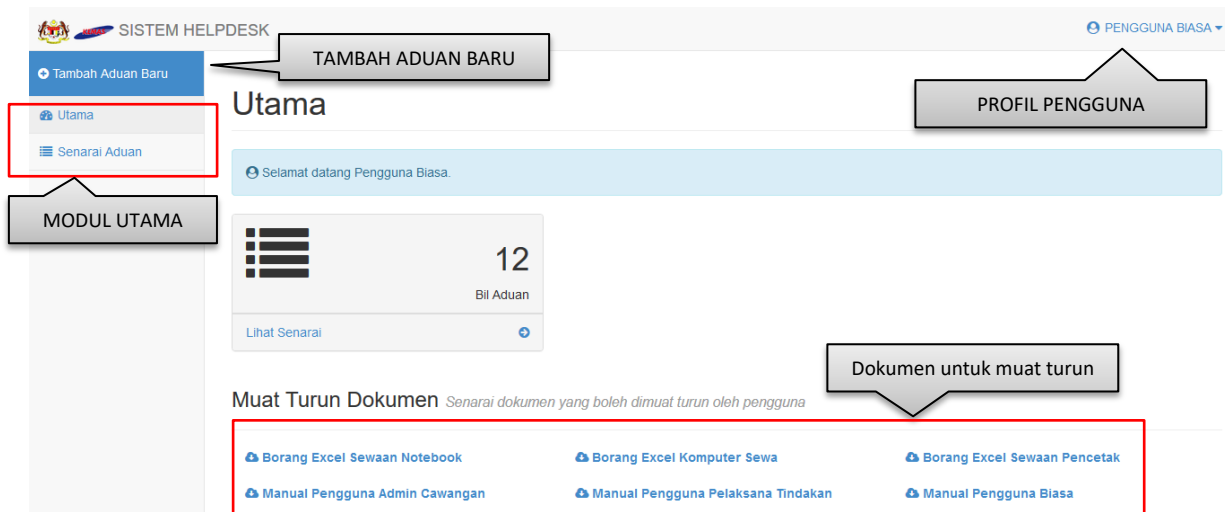 SISTEM HELPDESK
PENGGUNA BIASA
TAMBAH ADUAN BARU
Tambah Aduan Baru
PROFIL PENGGUNA
Utama
Utama
Senarai Aduan
Selamat datang Pengguna Biasa.
MODUL UTAMA
12
Bil Aduan
Lihat Senarai
Dokumen untuk muat turun
Muat Turun Dokumen Senarai dokumen yang boleh dimuat turun oleh pengguna
Borang Excel Sewaan Notebook Borang Excel Komputer Sewa Borang Excel Sewaan Pencetak
Manual Pengguna Admin Cawangan Manual Pengguna Pelaksana Tindakan Manual Pengguna Biasa